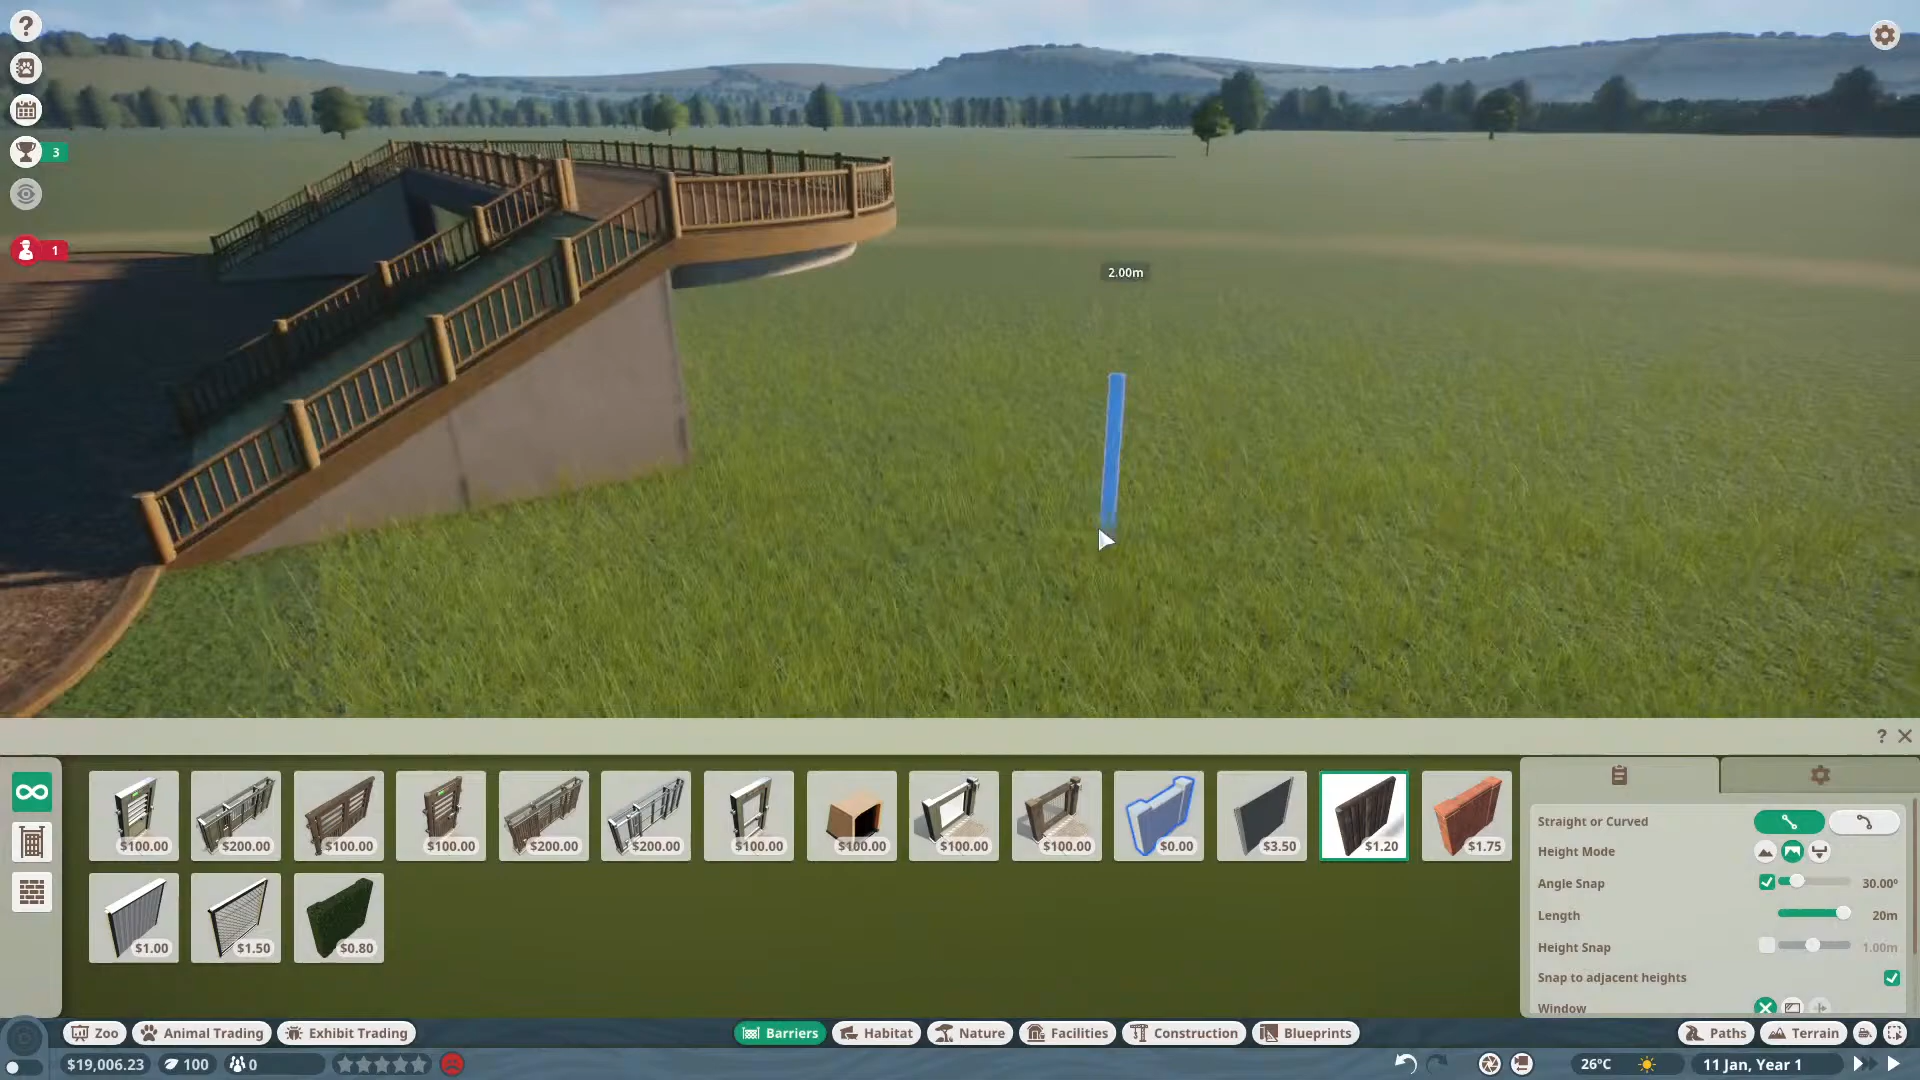 ?
3
1
2.00m
?
$100.00
$200.00
$100.00
$100.00
$200.00
$200.00
$100.00
$100.00
$100.00
$100.00
$0.00
$3.50
$1.20
$1.75
$1.00
$1.50
$0.80
Straight or Curved
Height Mode
Angle Snap
30.00°
Length
20m
Height Snap
1.00m
Snap to adjacent heights
Window
Zoo
Animal Trading
Exhibit Trading
Barriers
Habitat
Nature
Facilities
Construction
Blueprints
Paths
Terrain
$19,006.23
100
0
26°C
11 Jan, Year 1